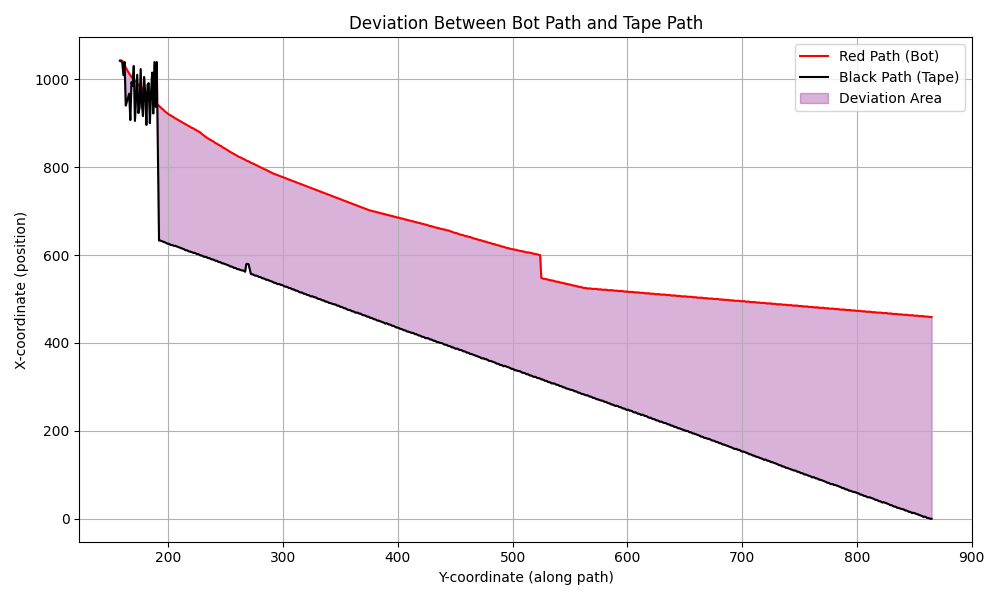 Deviation Between Bot Path and Tape Path
Red Path (Bot)
Black Path (Tape)
Deviation Area
X-coordinate (position)
1000
800
600
400
200
0
200 300 400 500 600 700 800 900
Y-coordinate (along path)